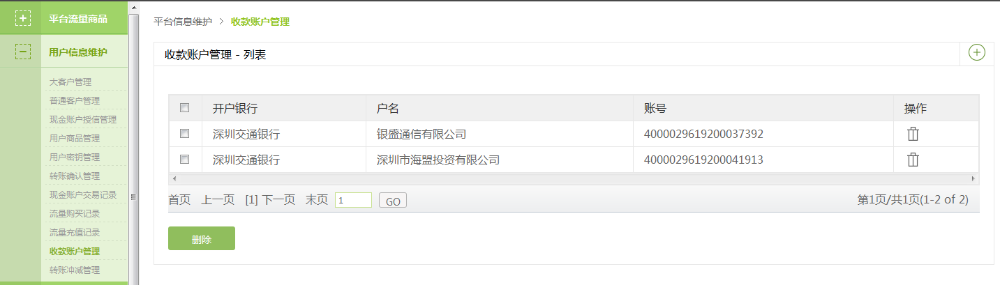 平台流量商品
用户信息维护
大客户管理
普通客户管理
现金账户授信管理
用户商品管理
用户密钥管理
转账确认管理
现金账户交易记录
流量购买记录
流量充值记录
收款账户管理
转账冲减管理
平台信息维护 > 收款账户管理
收款账户管理 - 列表
开户银行 户名 账号 操作
深圳交通银行 银盛通信有限公司 4000029619200037392
深圳交通银行 深圳市海盟投资有限公司 4000029619200041913
首页 上一页 [1] 下一页 末页 1 GO 第1页/共1页(1-2 of 2)
删除